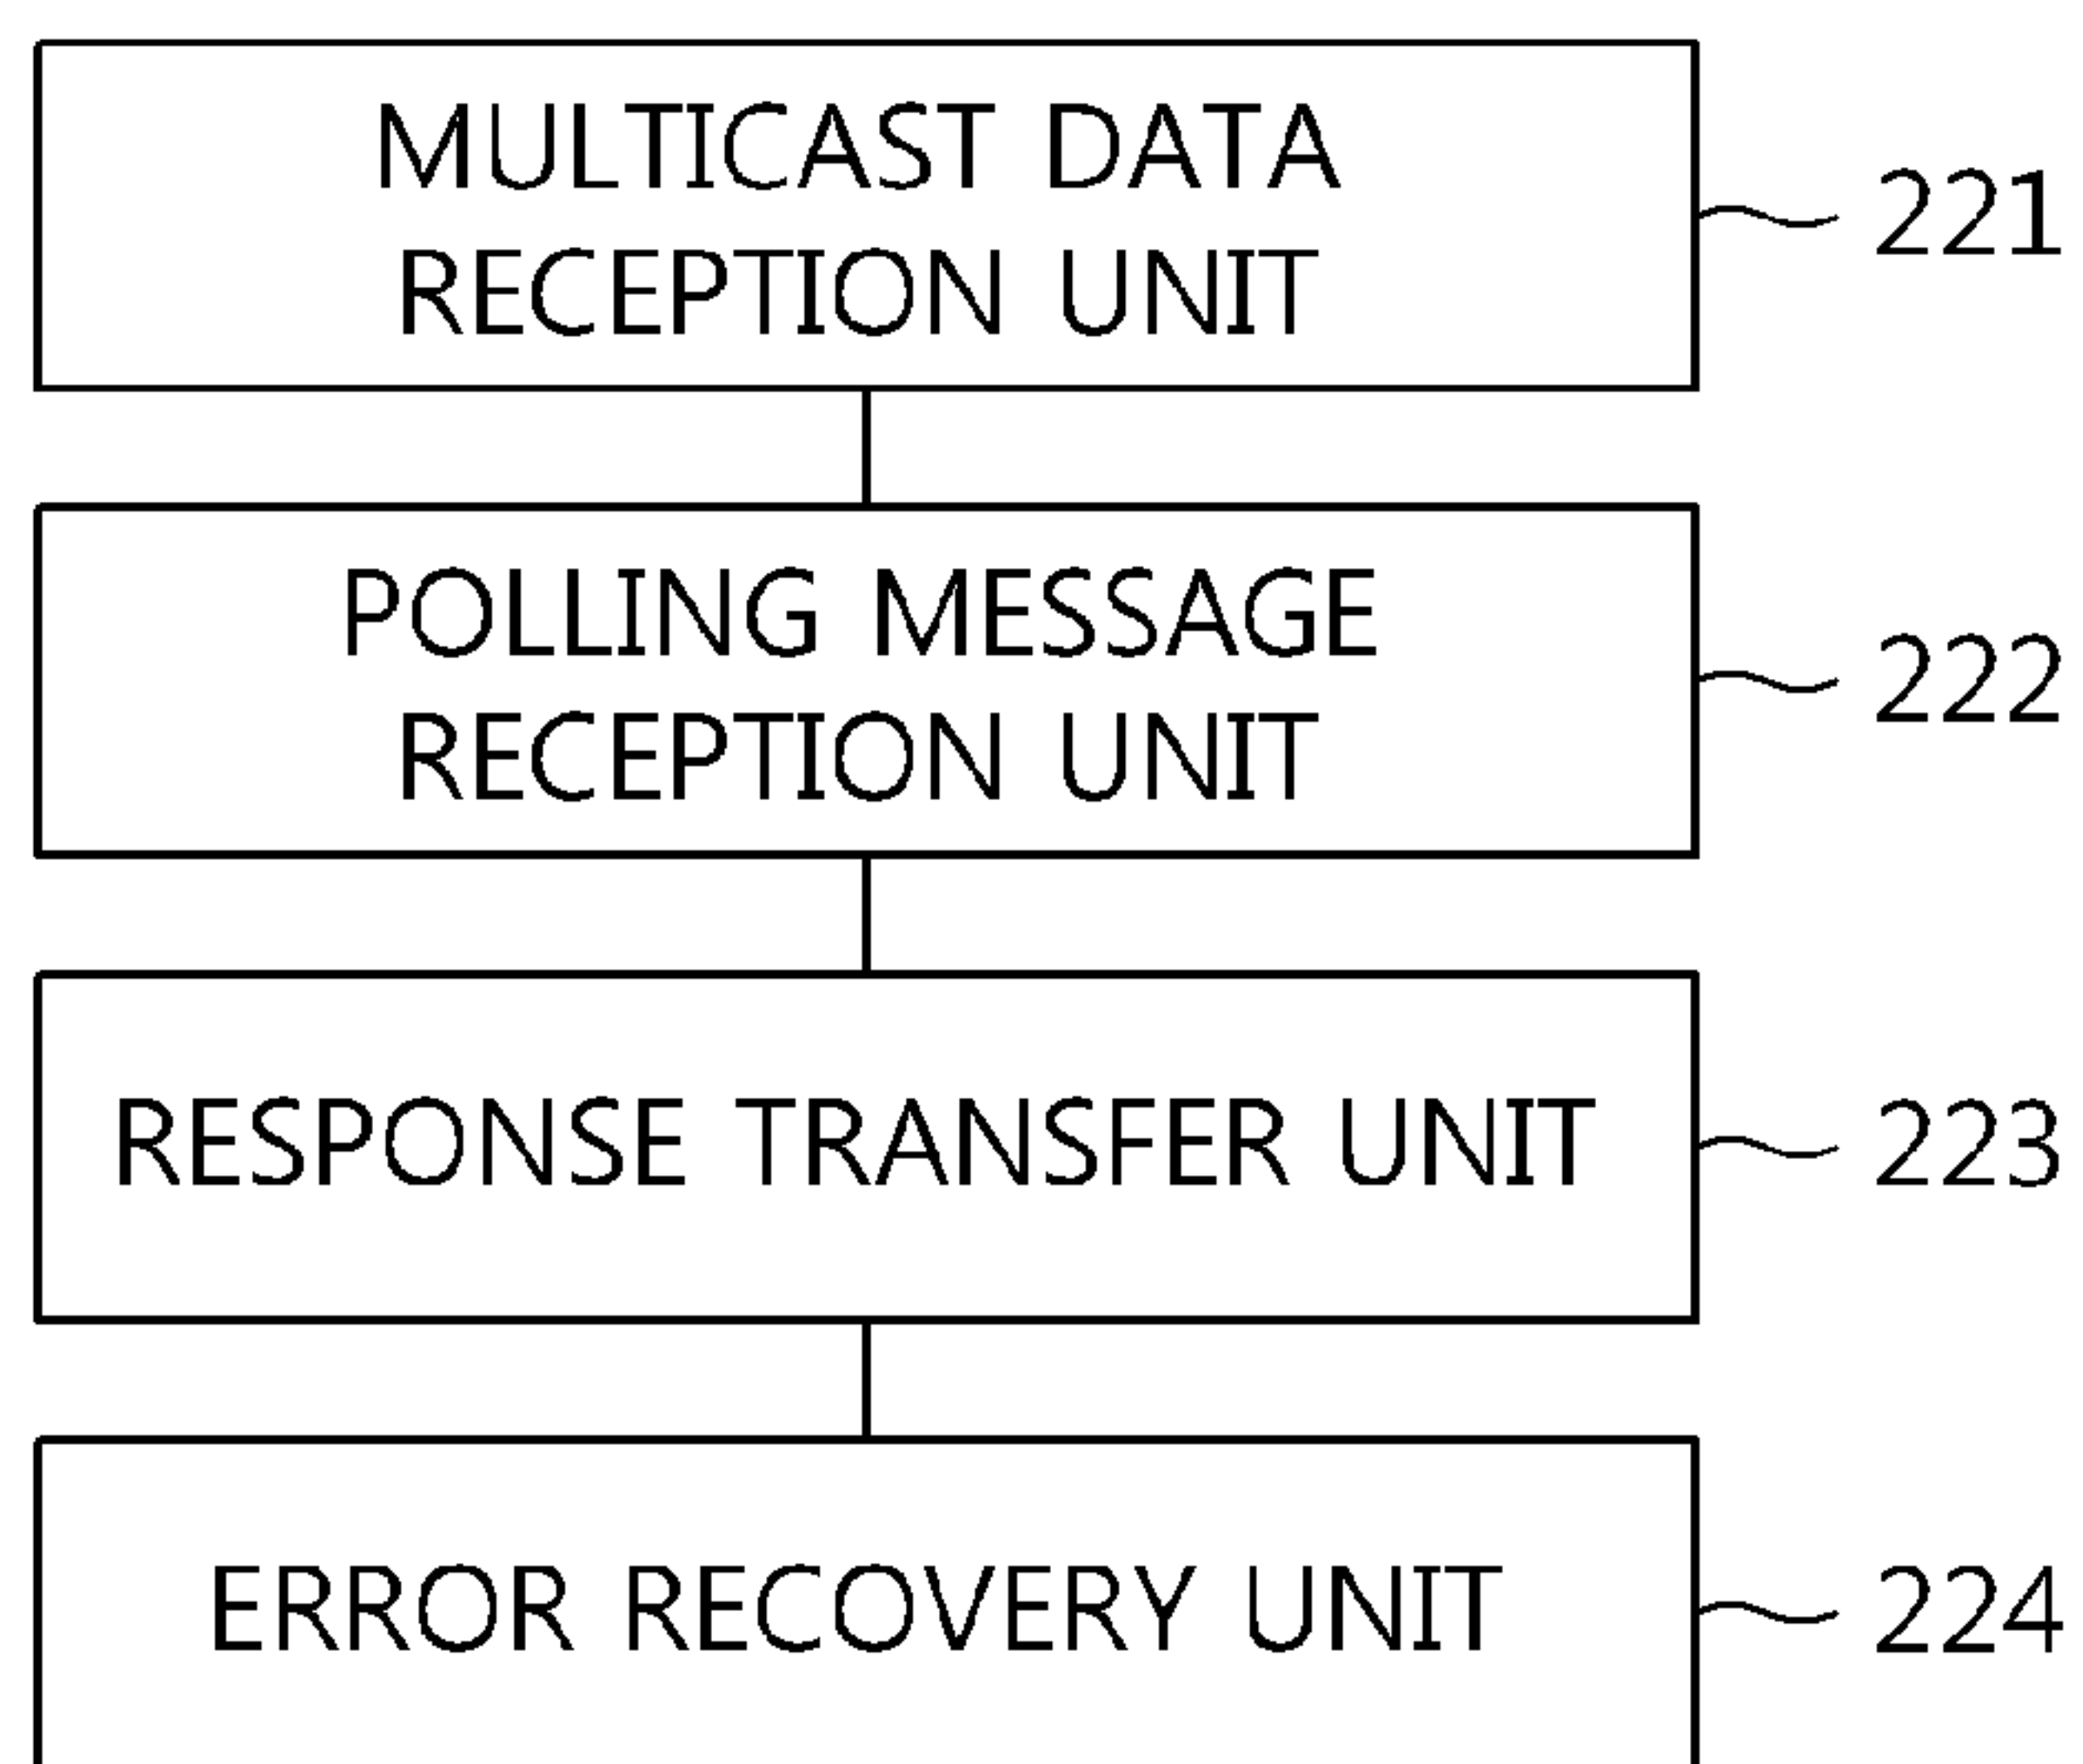 MULTICAST DATA
RECEPTION UNIT
221
POLLING MESSAGE
RECEPTION UNIT
222
RESPONSE TRANSFER UNIT
223
ERROR RECOVERY UNIT
224